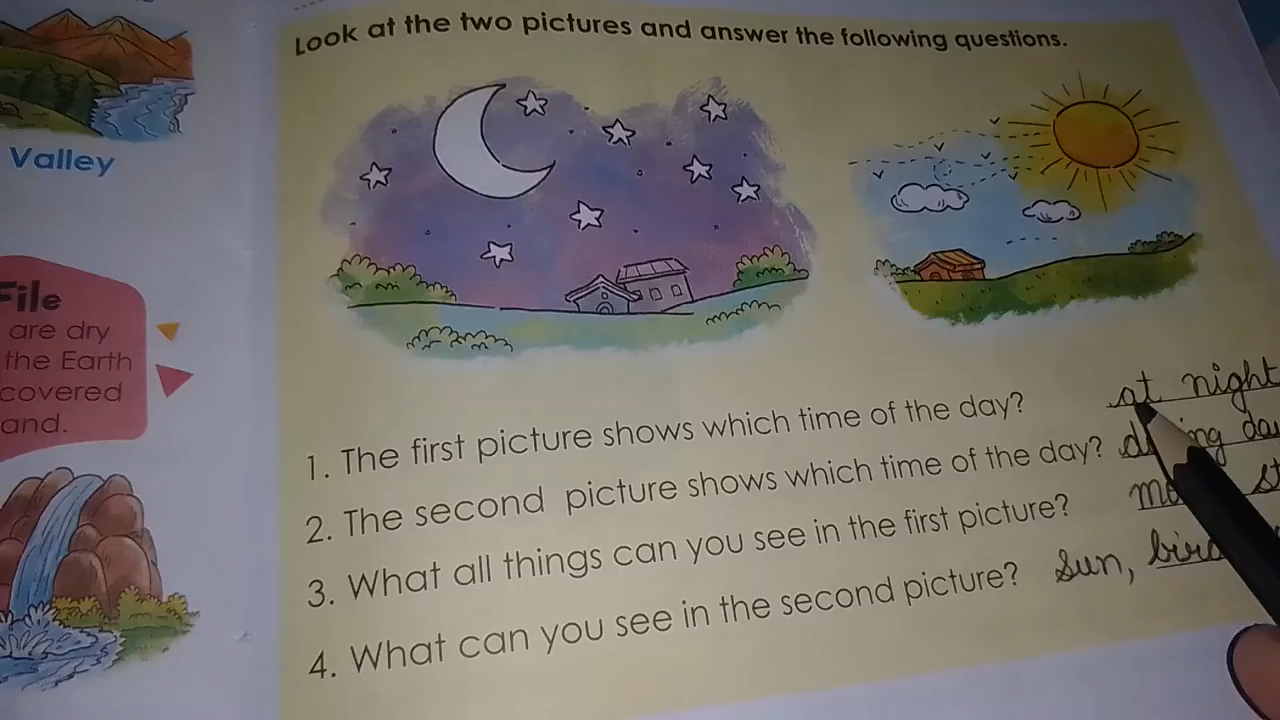 Look at the two pictures and answer the following questions.
Valley
File
are dry
the Earth
covered
and.
1. The first picture shows which time of the day? at night
2. The second picture shows which time of the day?
3. What all things can you see in the first picture?
4. What can you see in the second picture? sun,